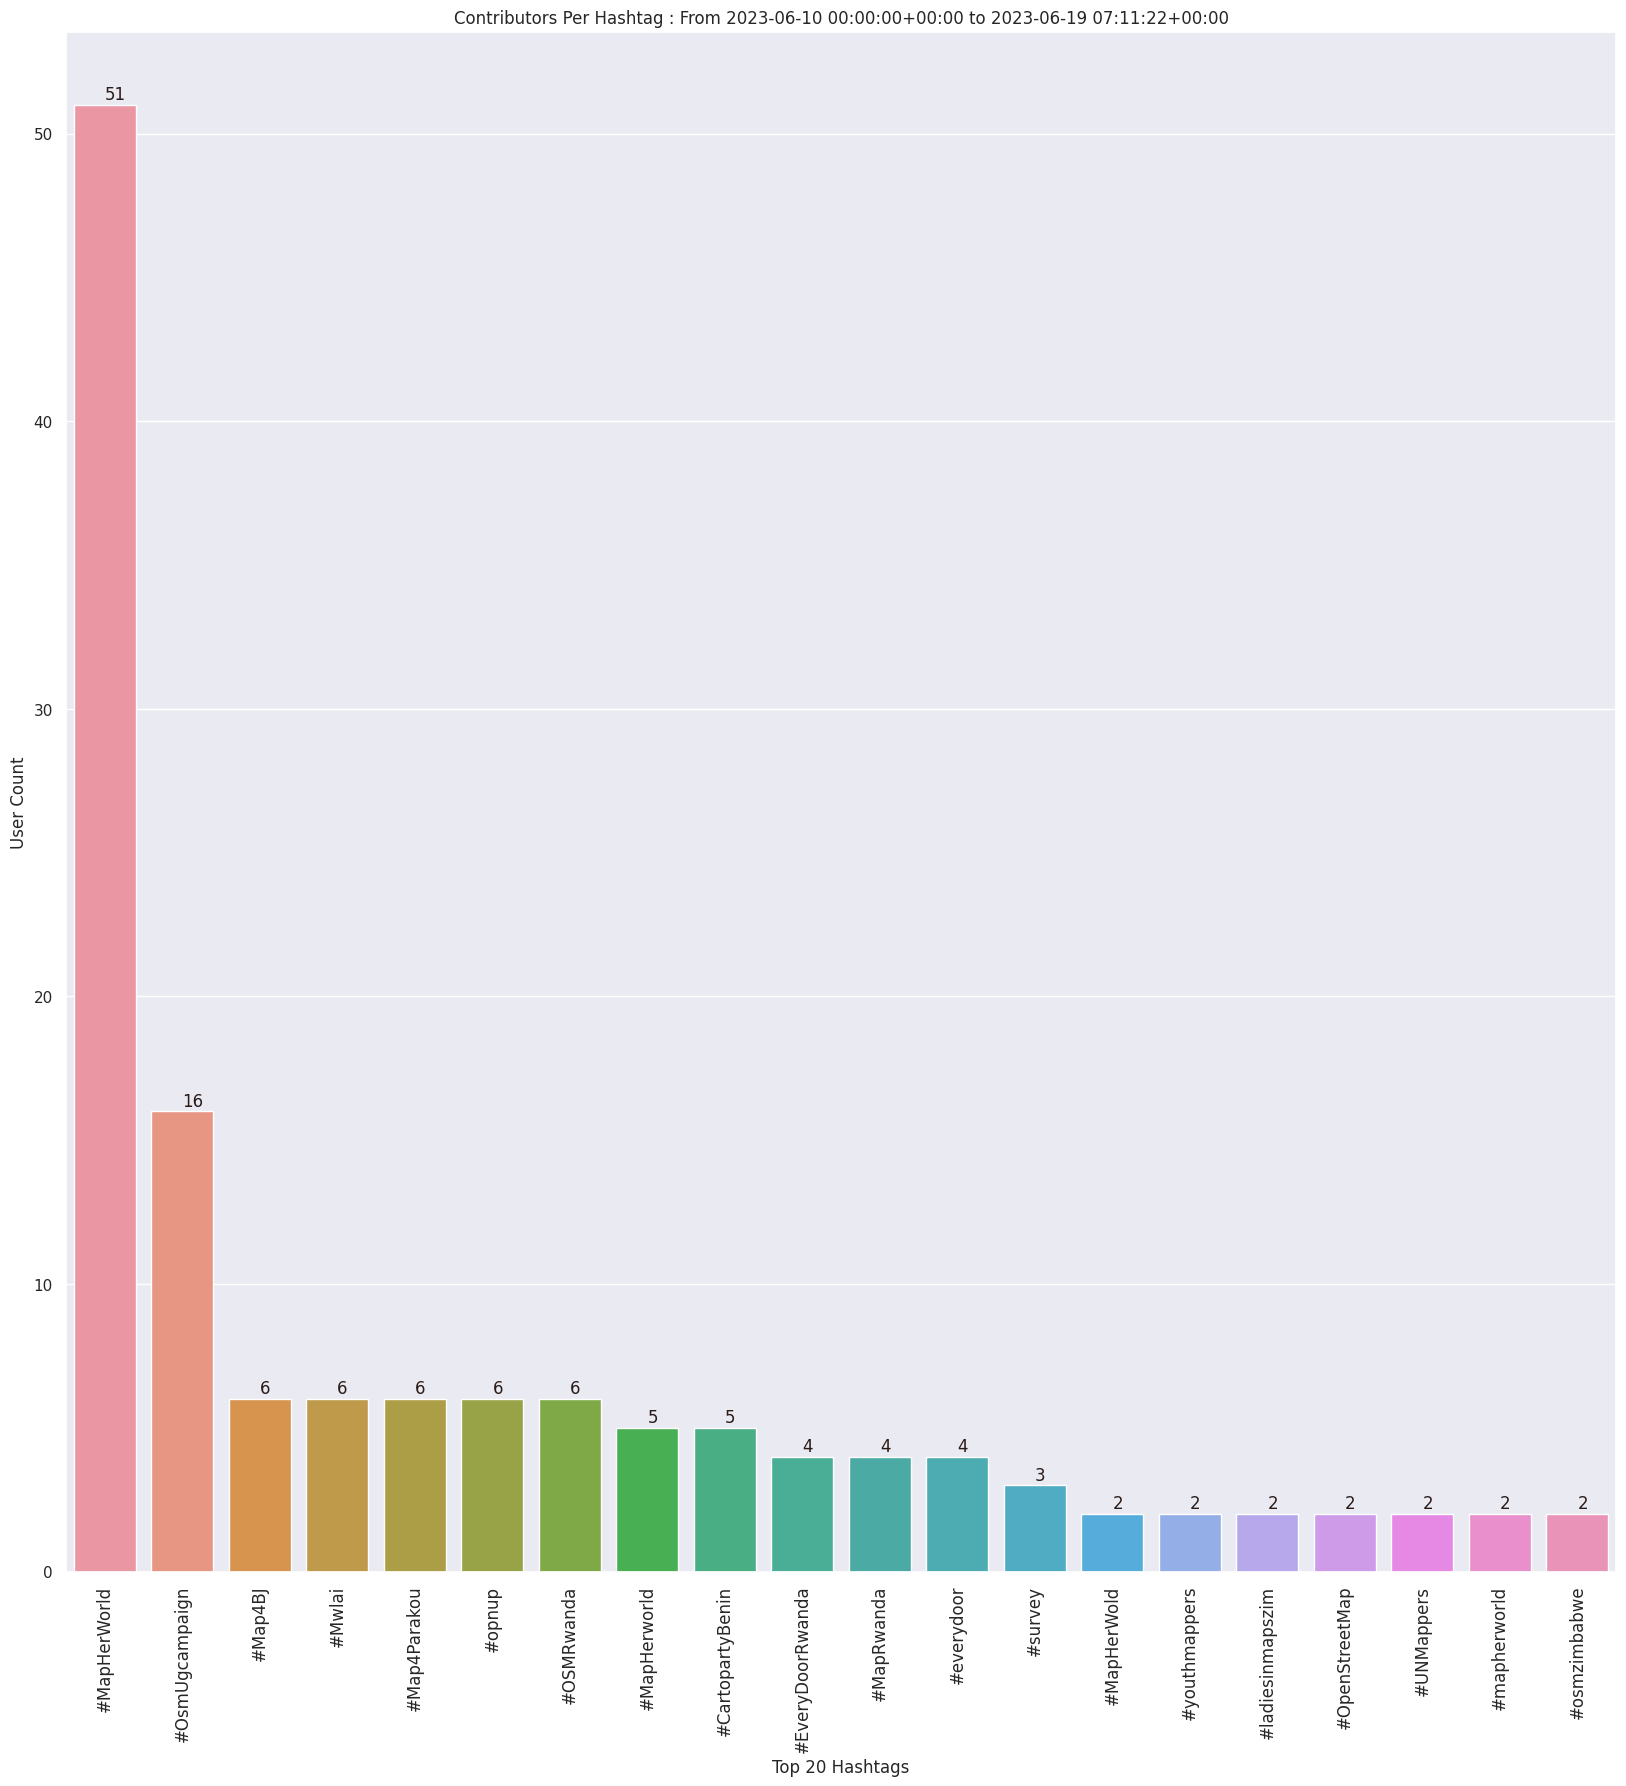 Contributors Per Hashtag : From 2023-06-10 00:00:00+00:00 to 2023-06-19 07:11:22+00:00
User Count
50
40
30
20
10
0
51
16
6
6
6
6
6
5
5
4
4
4
3
2
2
2
2
2
2
2
#MapHerWorld
#OsmUgcampaign
#Map4BJ
#Mwlai
#Map4Parakou
#opnup
#OSMRwanda
#MapHerworld
#CartopartyBenin
#EveryDoorRwanda
#MapRwanda
#everydoor
#survey
#MapHerWold
#youthmappers
#ladiesinmapszim
#OpenStreetMap
#UNMappers
#mapherworld
#osmzimbabwe
Top 20 Hashtags